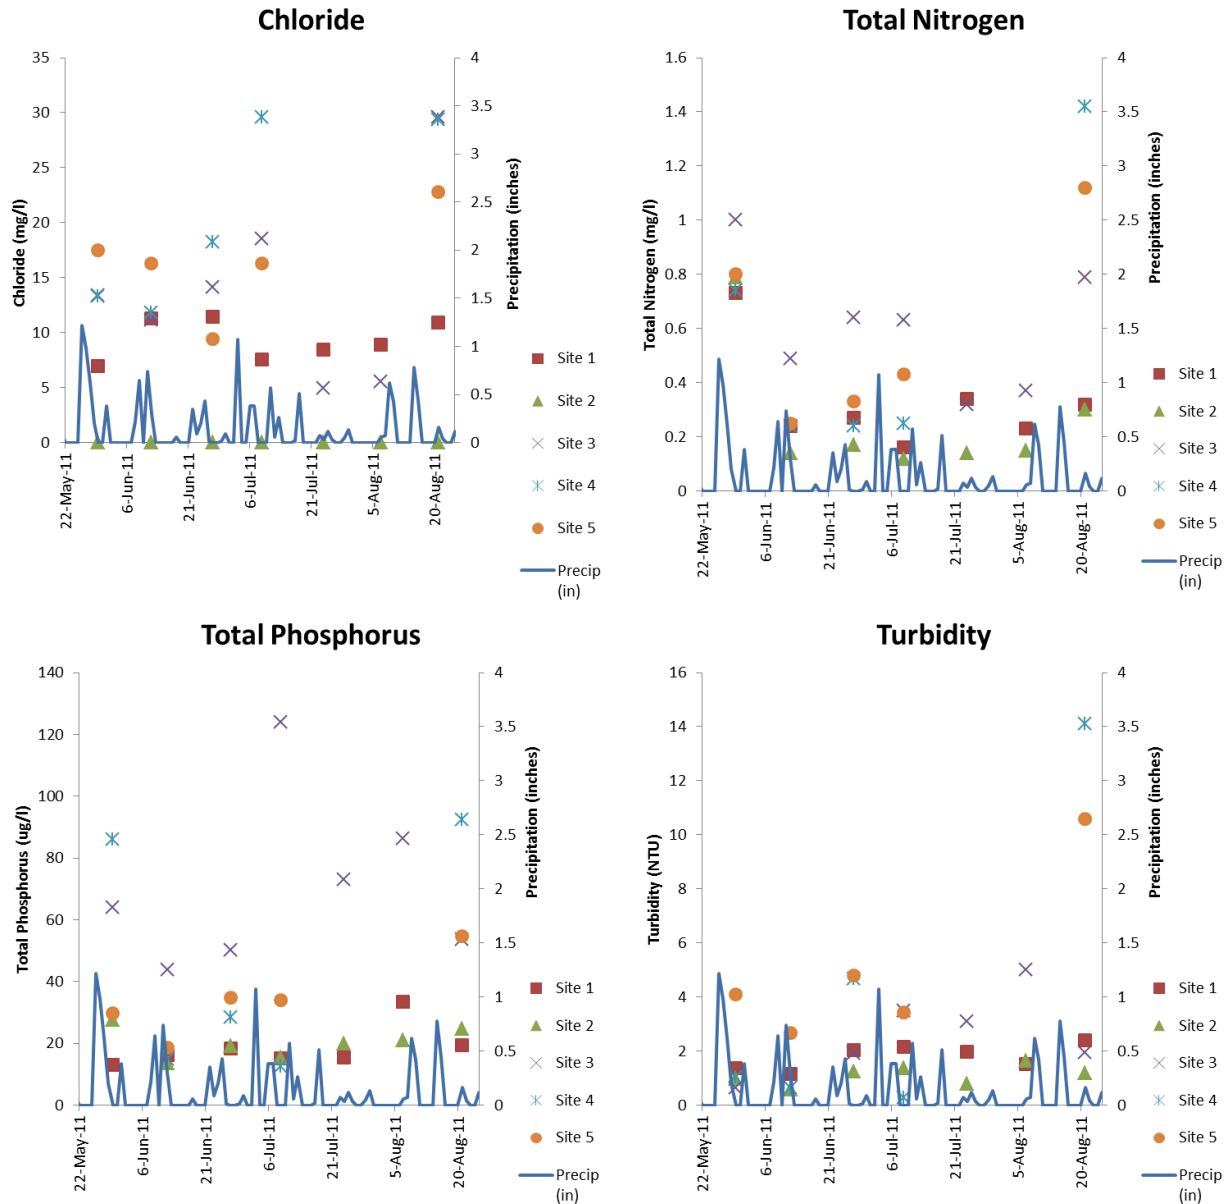 Chloride
35
30
25
20
15
10
5
0
Chloride (mg/l)
4
3.5
3
2.5
2
1.5
1
0.5
0
Precipitation (inches)
22-May-11
6-Jun-11
21-Jun-11
6-Jul-11
21-Jul-11
5-Aug-11
20-Aug-11
Site 1
Site 2
Site 3
Site 4
Site 5
Precip
(in)
Total Nitrogen
1.6
1.4
1.2
1
0.8
0.6
0.4
0.2
0
Total Nitrogen (mg/l)
4
3.5
3
2.5
2
1.5
1
0.5
0
Precipitation (inches)
22-May-11
6-Jun-11
21-Jun-11
6-Jul-11
21-Jul-11
5-Aug-11
20-Aug-11
Site 1
Site 2
Site 3
Site 4
Site 5
Precip
(in)
Total Phosphorus
140
120
100
80
60
40
20
0
Total Phosphorus (ug/l)
4
3.5
3
2.5
2
1.5
1
0.5
0
Precipitation (inches)
22-May-11
6-Jun-11
21-Jun-11
6-Jul-11
21-Jul-11
5-Aug-11
20-Aug-11
Site 1
Site 2
Site 3
Site 4
Site 5
Precip
(in)
Turbidity
16
14
12
10
8
6
4
2
0
Turbidity (NTU)
4
3.5
3
2.5
2
1.5
1
0.5
0
Precipitation (inches)
22-May-11
6-Jun-11
21-Jun-11
6-Jul-11
21-Jul-11
5-Aug-11
20-Aug-11
Site 1
Site 2
Site 3
Site 4
Site 5
Precip
(in)